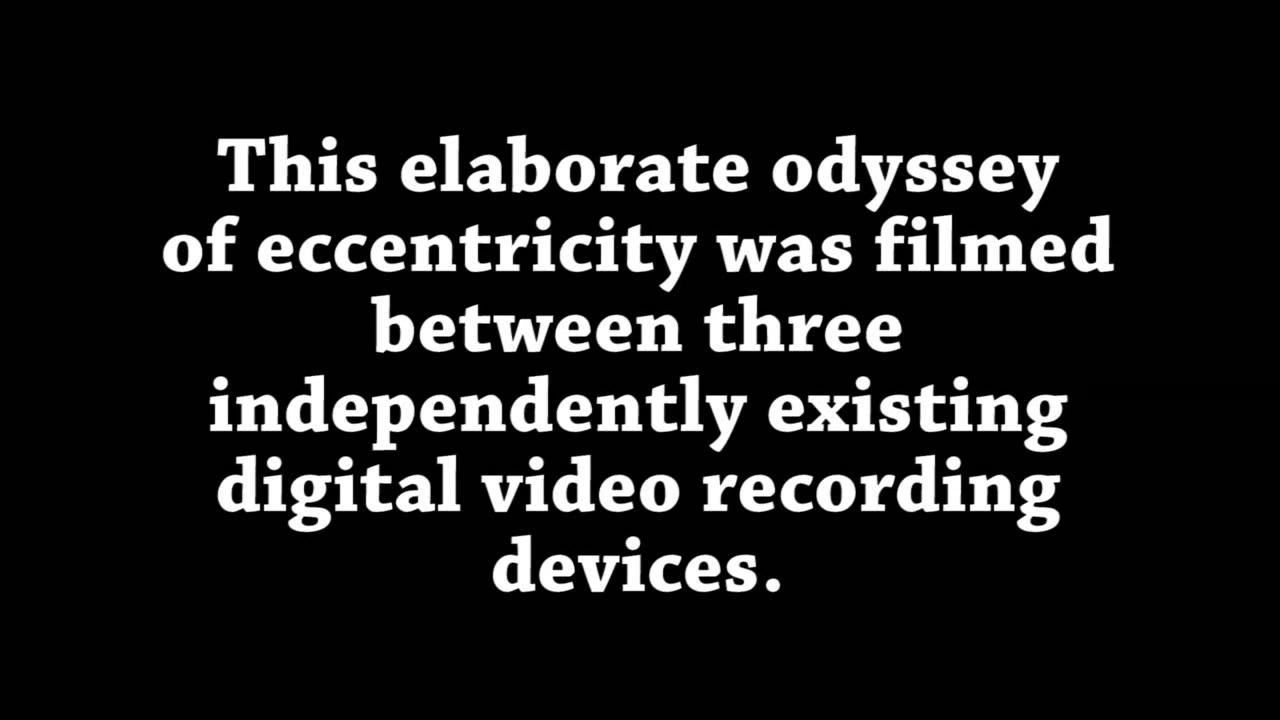 This elaborate odyssey
of eccentricity was filmed
between three
independently existing
digital video recording
devices.